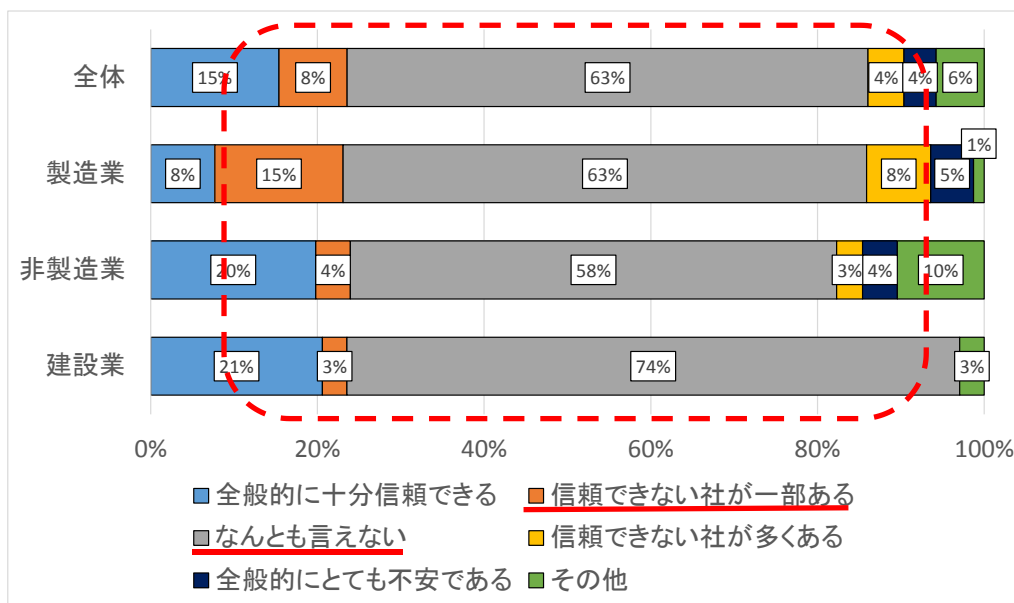 全体
15% 8% 63% 4% 4% 6%
製造業
8% 15% 63% 8% 5% 1%
非製造業
20% 4% 58% 3% 4% 10%
建設業
21% 3% 74% 3%
0% 20% 40% 60% 80% 100%
全般的に十分信頼できる 信頼できない社が一部ある
なんとも言えない 信頼できない社が多くある
全般的にとても不安である その他